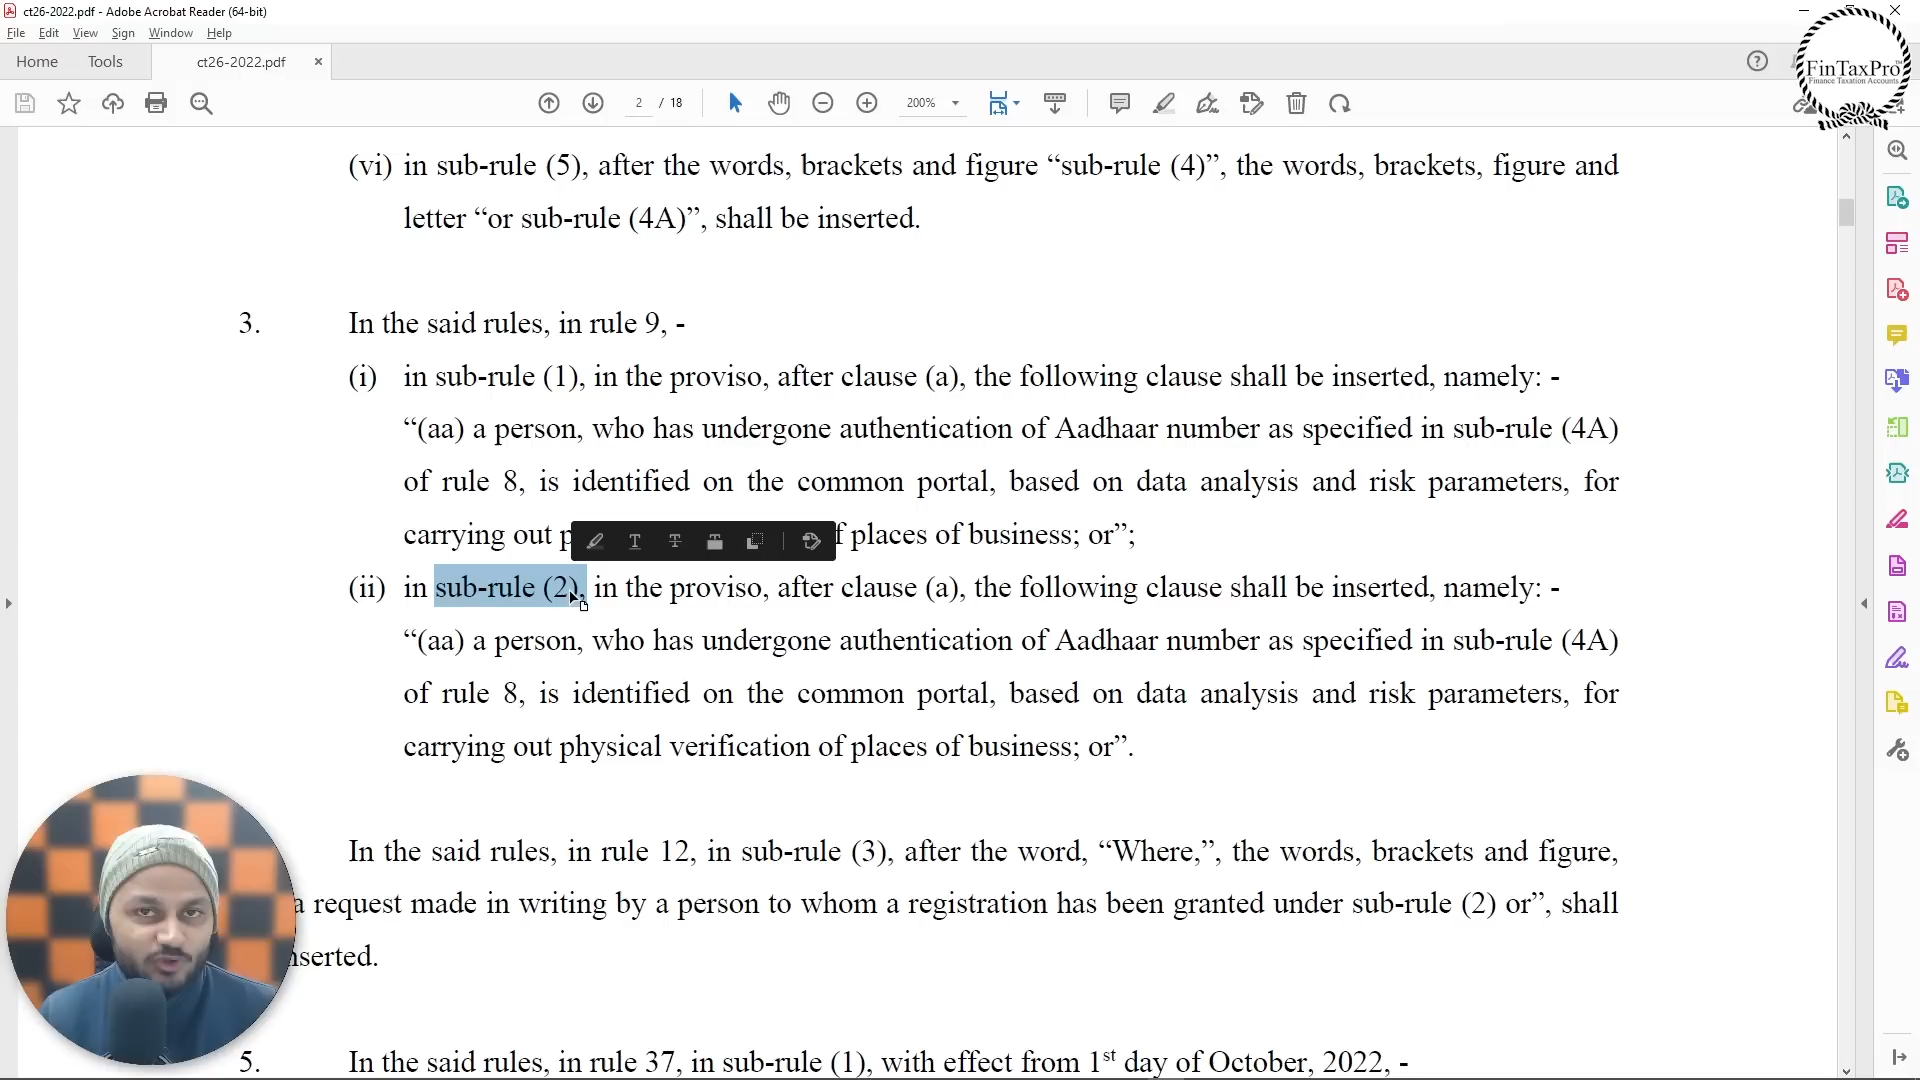 ct26-2022.pdf - Adobe Acrobat Reader (64-bit)
File Edit View Sign Window Help
Home Tools ct26-2022.pdf
2 / 18 200%
FinTaxPro
Finance Taxation Accounts
(vi) in sub-rule (5), after the words, brackets and figure “sub-rule (4)”, the words, brackets, figure and
letter “or sub-rule (4A)”, shall be inserted.
3. In the said rules, in rule 9, -
(i) in sub-rule (1), in the proviso, after clause (a), the following clause shall be inserted, namely: -
“(aa) a person, who has undergone authentication of Aadhaar number as specified in sub-rule (4A)
of rule 8, is identified on the common portal, based on data analysis and risk parameters, for
carrying out p f places of business; or”;
(ii) in sub-rule (2), in the proviso, after clause (a), the following clause shall be inserted, namely: -
“(aa) a person, who has undergone authentication of Aadhaar number as specified in sub-rule (4A)
of rule 8, is identified on the common portal, based on data analysis and risk parameters, for
carrying out physical verification of places of business; or”.
In the said rules, in rule 12, in sub-rule (3), after the word, “Where,”, the words, brackets and figure,
a request made in writing by a person to whom a registration has been granted under sub-rule (2) or”, shall
nserted.
5. In the said rules, in rule 37, in sub-rule (1), with effect from 1st day of October, 2022, -